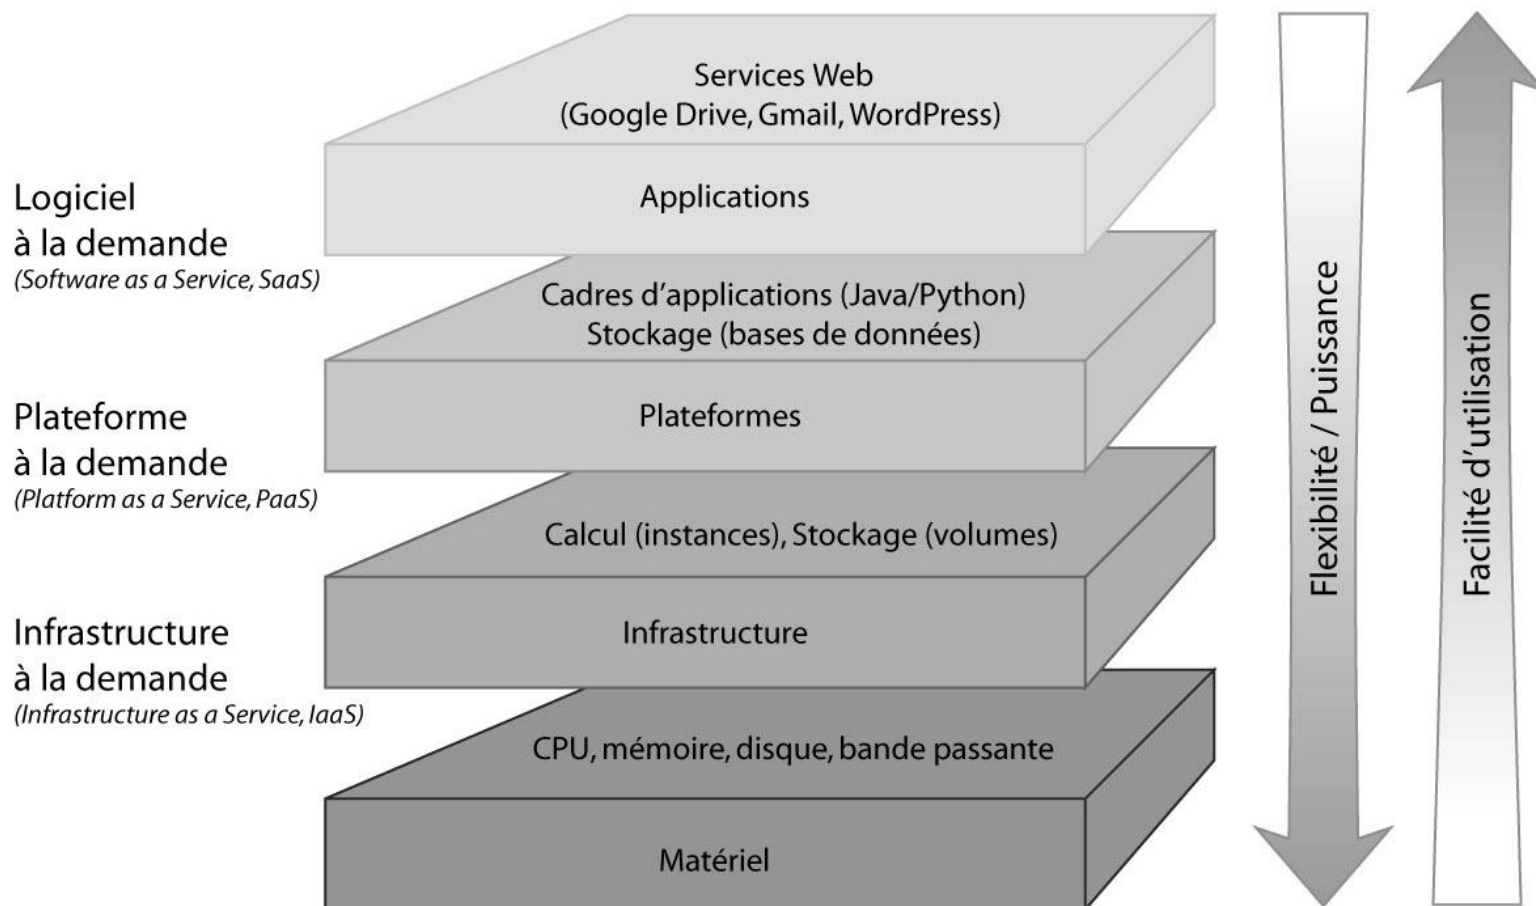 Services Web
(Google Drive, Gmail, WordPress)
Applications
Logiciel
à la demande
(Software as a Service, SaaS)
Cadres d’applications (Java/Python)
Stockage (bases de données)
Plateformes
Plateforme
à la demande
(Platform as a Service, PaaS)
Calcul (instances), Stockage (volumes)
Infrastructure
Infrastructure
à la demande
(Infrastructure as a Service, IaaS)
CPU, mémoire, disque, bande passante
Matériel
Flexibilité / Puissance
Facilité d’utilisation